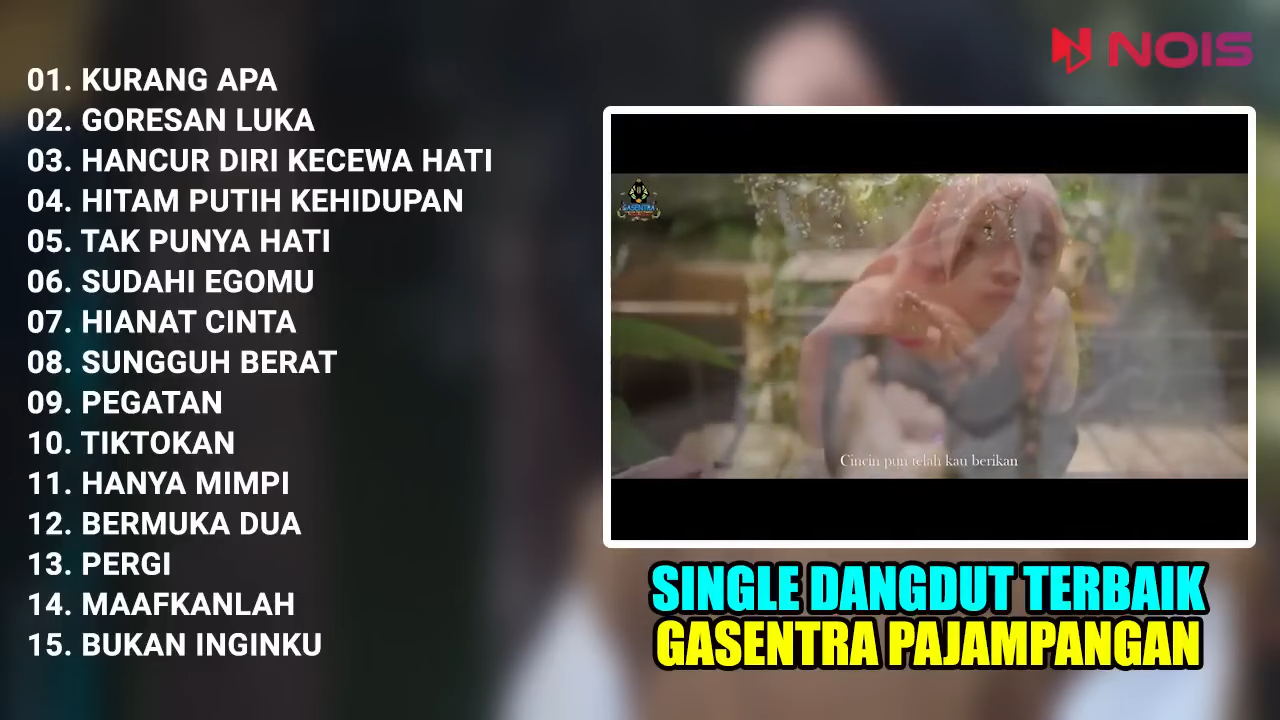 NOIS
01. KURANG APA
02. GORESAN LUKA
03. HANCUR DIRI KECEWA HATI
04. HITAM PUTIH KEHIDUPAN
05. TAK PUNYA HATI
06. SUDAHI EGOMU
07. HIANAT CINTA
08. SUNGGUH BERAT
09. PEGATAN
10. TIKTOKAN
11. HANYA MIMPI
12. BERMUKA DUA
13. PERGI
14. MAAFKANLAH
15. BUKAN INGINKU
GASENTRA
Cincin pun telah kau berikan
SINGLE DANGDUT TERBAIK
GASENTRA PAJAMPANGAN